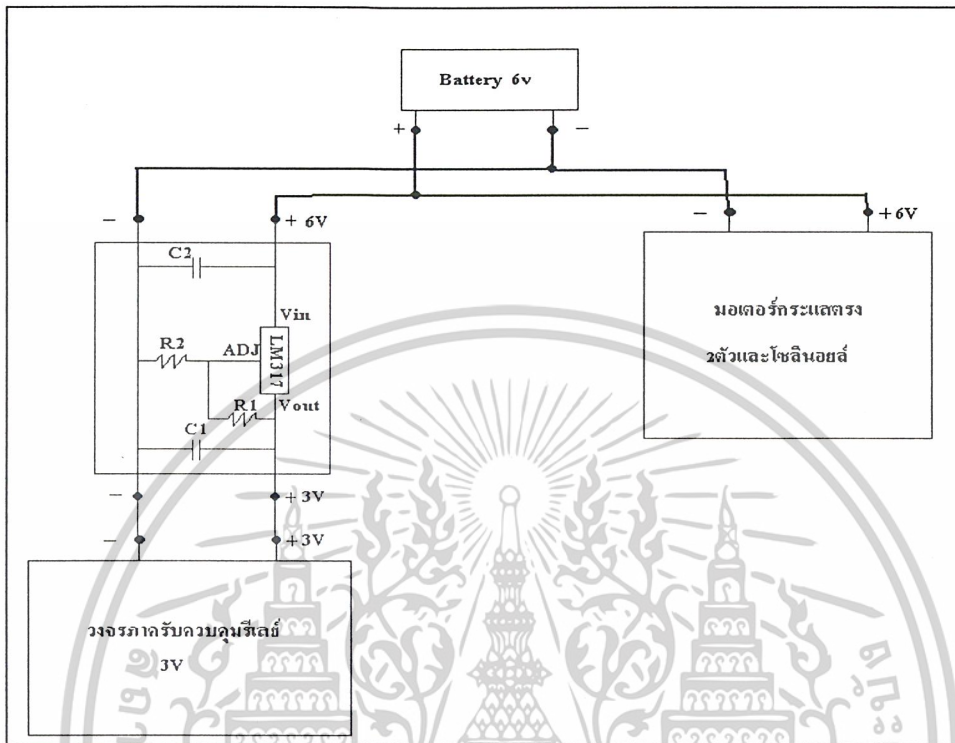 Battery 6v
+ −
− + 6V − +6V
C2
Vin
R2 ADJ LM317
R1 Vout
C1
มอเตอร์กระแสตรง
2ตัวและโซลินอยล์
− + 3V
− +3V
วงจรภาครับควบคุมรีเลย์
3V